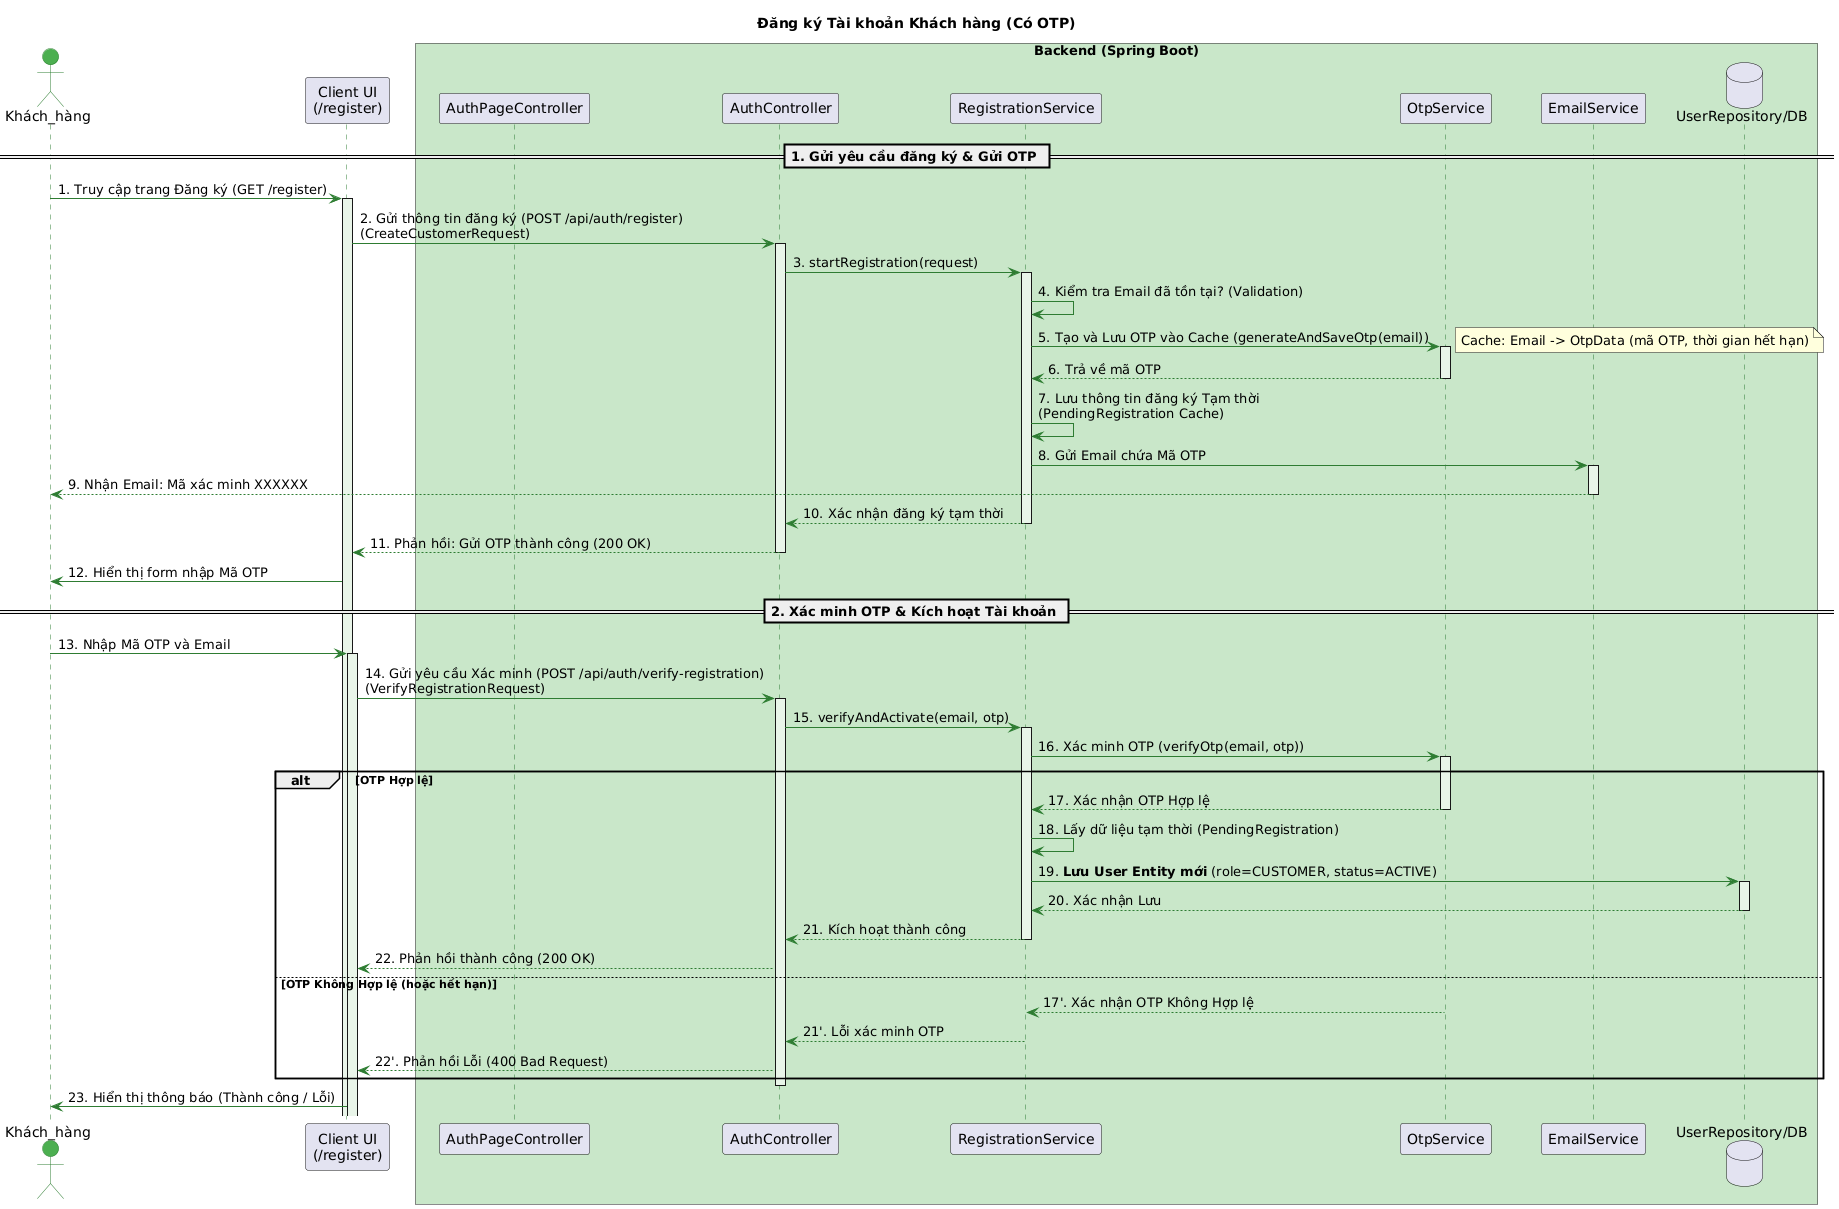 Đăng ký Tài khoản Khách hàng (Có OTP)
Backend (Spring Boot)
Khách_hàng
Client UI
(/register)
AuthPageController
AuthController
RegistrationService
OtpService
EmailService
UserRepository/DB
1. Gửi yêu cầu đăng ký & Gửi OTP
1. Truy cập trang Đăng ký (GET /register)
2. Gửi thông tin đăng ký (POST /api/auth/register)
(CreateCustomerRequest)
3. startRegistration(request)
4. Kiểm tra Email đã tồn tại? (Validation)
5. Tạo và Lưu OTP vào Cache (generateAndSaveOtp(email))
Cache: Email -> OtpData (mã OTP, thời gian hết hạn)
6. Trả về mã OTP
7. Lưu thông tin đăng ký Tạm thời
(PendingRegistration Cache)
8. Gửi Email chứa Mã OTP
9. Nhận Email: Mã xác minh XXXXXX
10. Xác nhận đăng ký tạm thời
11. Phản hồi: Gửi OTP thành công (200 OK)
12. Hiển thị form nhập Mã OTP
2. Xác minh OTP & Kích hoạt Tài khoản
13. Nhập Mã OTP và Email
14. Gửi yêu cầu Xác minh (POST /api/auth/verify-registration)
(VerifyRegistrationRequest)
15. verifyAndActivate(email, otp)
16. Xác minh OTP (verifyOtp(email, otp))
alt
[OTP Hợp lệ]
17. Xác nhận OTP Hợp lệ
18. Lấy dữ liệu tạm thời (PendingRegistration)
19. Lưu User Entity mới (role=CUSTOMER, status=ACTIVE)
20. Xác nhận Lưu
21. Kích hoạt thành công
22. Phản hồi thành công (200 OK)
[OTP Không Hợp lệ (hoặc hết hạn)]
17'. Xác nhận OTP Không Hợp lệ
21'. Lỗi xác minh OTP
22'. Phản hồi Lỗi (400 Bad Request)
23. Hiển thị thông báo (Thành công / Lỗi)
Khách_hàng
Client UI
(/register)
AuthPageController
AuthController
RegistrationService
OtpService
EmailService
UserRepository/DB